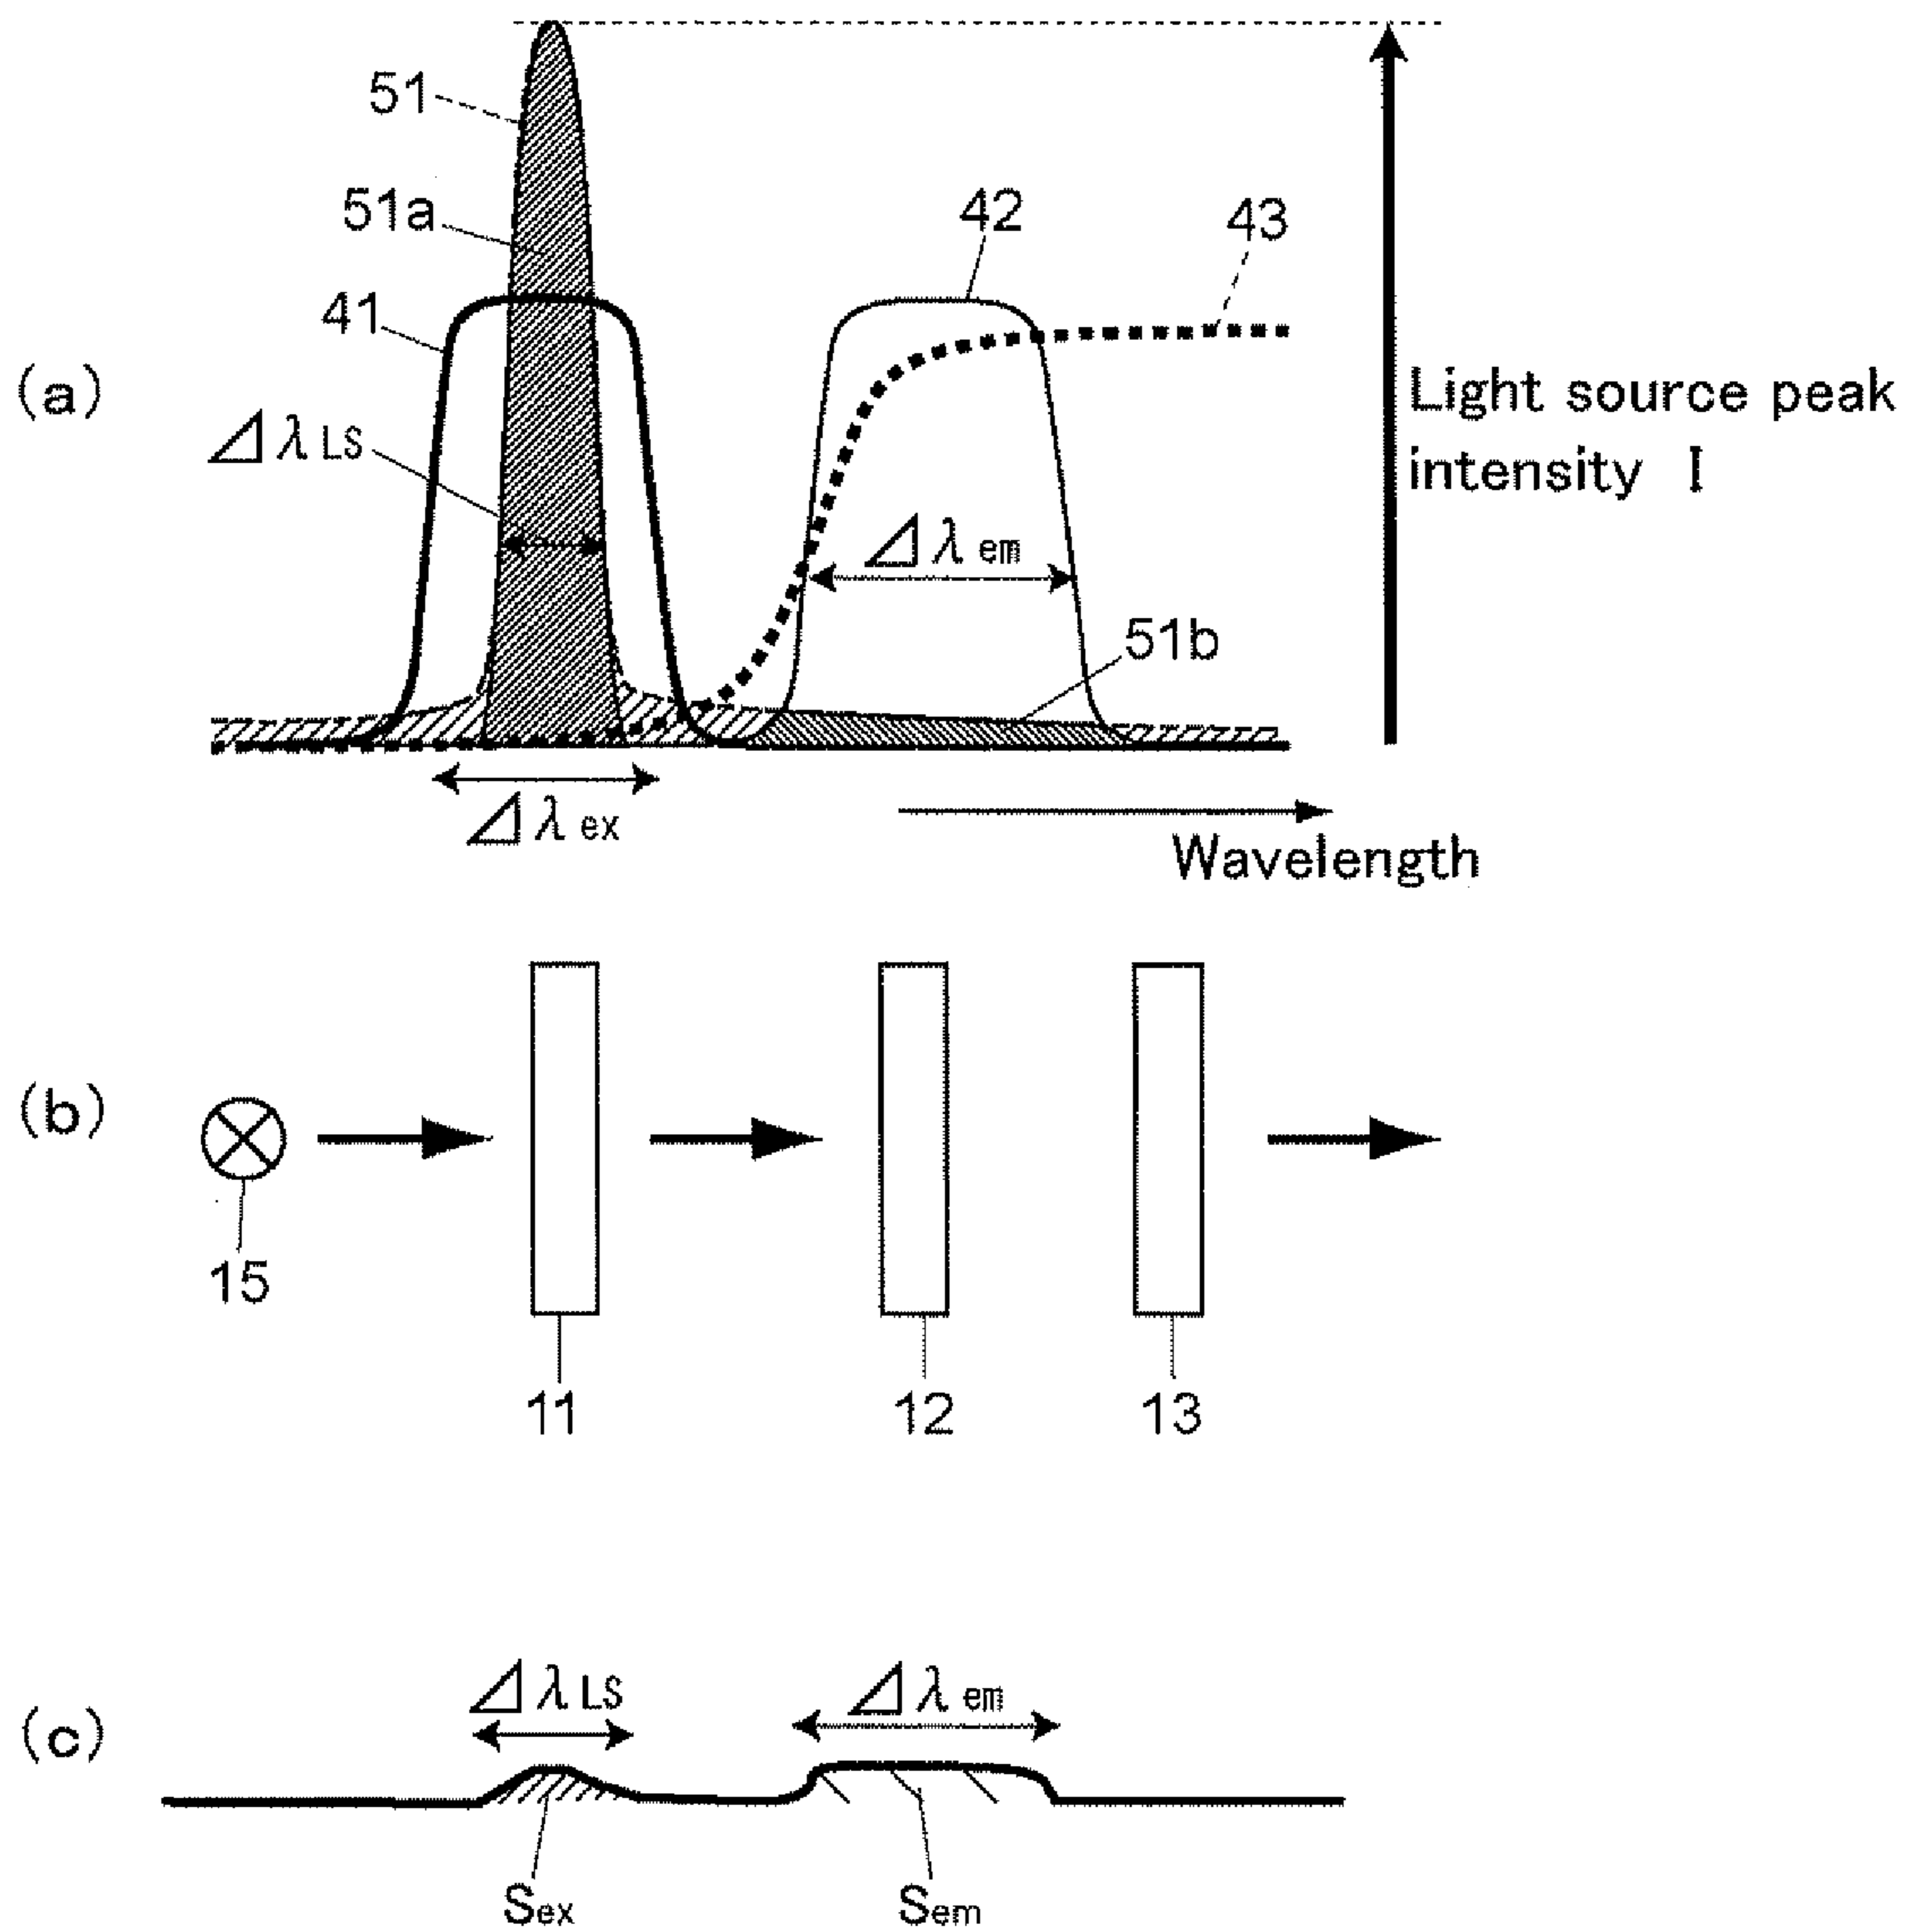 51
51a
42
43
41
(a)
Light source peak
intensity I
⊿λLS
⊿λem
51b
⊿λex
Wavelength
(b)
15
11
12
13
(c)
⊿λLS
⊿λem
Sex
Sem